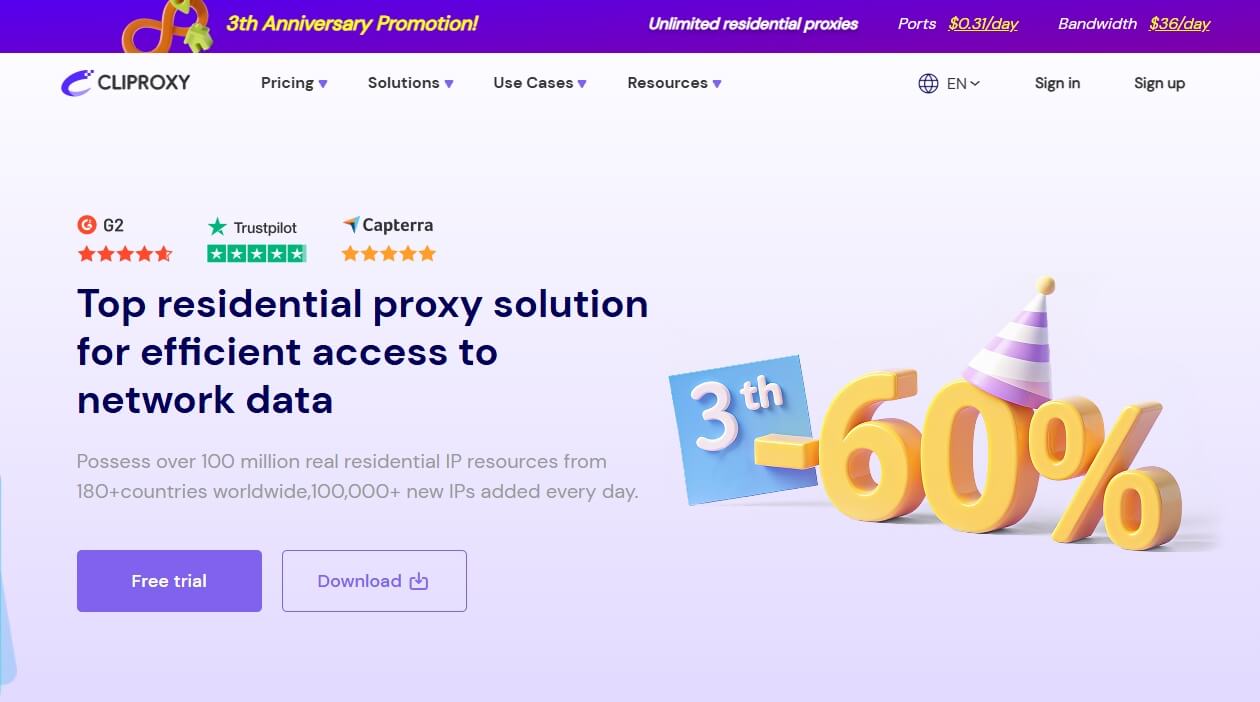 3th Anniversary Promotion!
Unlimited residential proxies
Ports $0.31/day
Bandwidth $36/day
CLIPROXY
Pricing
Solutions
Use Cases
Resources
EN
Sign in
Sign up
G2
Trustpilot
Capterra
Top residential proxy solution
for efficient access to
network data
Possess over 100 million real residential IP resources from
180+countries worldwide,100,000+ new IPs added every day.
Free trial
Download
3th
-60%